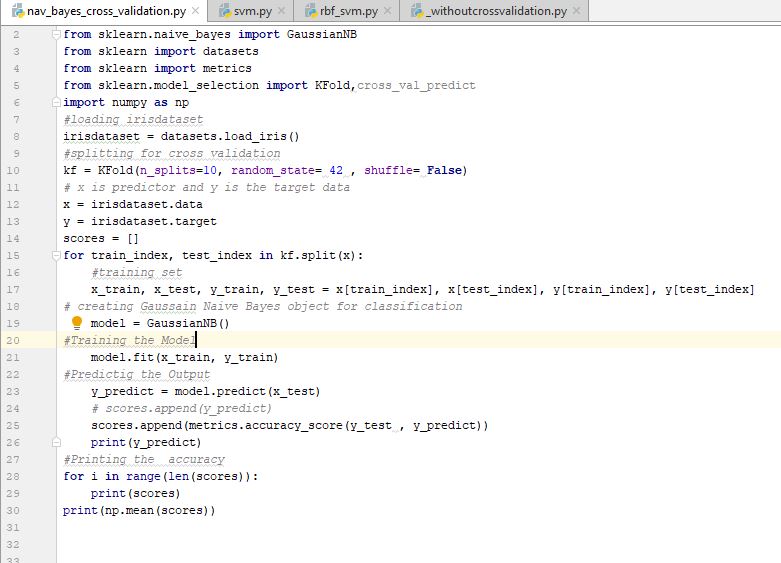 nav_bayes_cross_validation.py × svm.py × rbf_svm.py × _withoutcrossvalidation.py ×
2 from sklearn.naive_bayes import GaussianNB
3 from sklearn import datasets
4 from sklearn import metrics
5 from sklearn.model_selection import KFold,cross_val_predict
6 import numpy as np
7 #loading irisdataset
8 irisdataset = datasets.load_iris()
9 #splitting for cross validation
10 kf = KFold(n_splits=10, random_state= 42 , shuffle= False)
11 # x is predictor and y is the target data
12 x = irisdataset.data
13 y = irisdataset.target
14 scores = []
15 for train_index, test_index in kf.split(x):
16 #training set
17 x_train, x_test, y_train, y_test = x[train_index], x[test_index], y[train_index], y[test_index]
18 # creating Gaussain Naive Bayes object for classification
19 model = GaussianNB()
20 #Training the Model
21 model.fit(x_train, y_train)
22 #Predictig the Output
23 y_predict = model.predict(x_test)
24 # scores.append(y_predict)
25 scores.append(metrics.accuracy_score(y_test , y_predict))
26 print(y_predict)
27 #Printing the  accuracy
28 for i in range(len(scores)):
29 print(scores)
30 print(np.mean(scores))
31
32
33